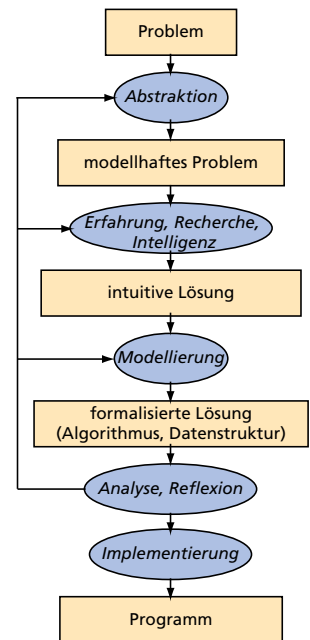 Problem
Abstraktion
modellhaftes Problem
Erfahrung, Recherche,
Intelligenz
intuitive Lösung
Modellierung
formalisierte Lösung
(Algorithmus, Datenstruktur)
Analyse, Reflexion
Implementierung
Programm